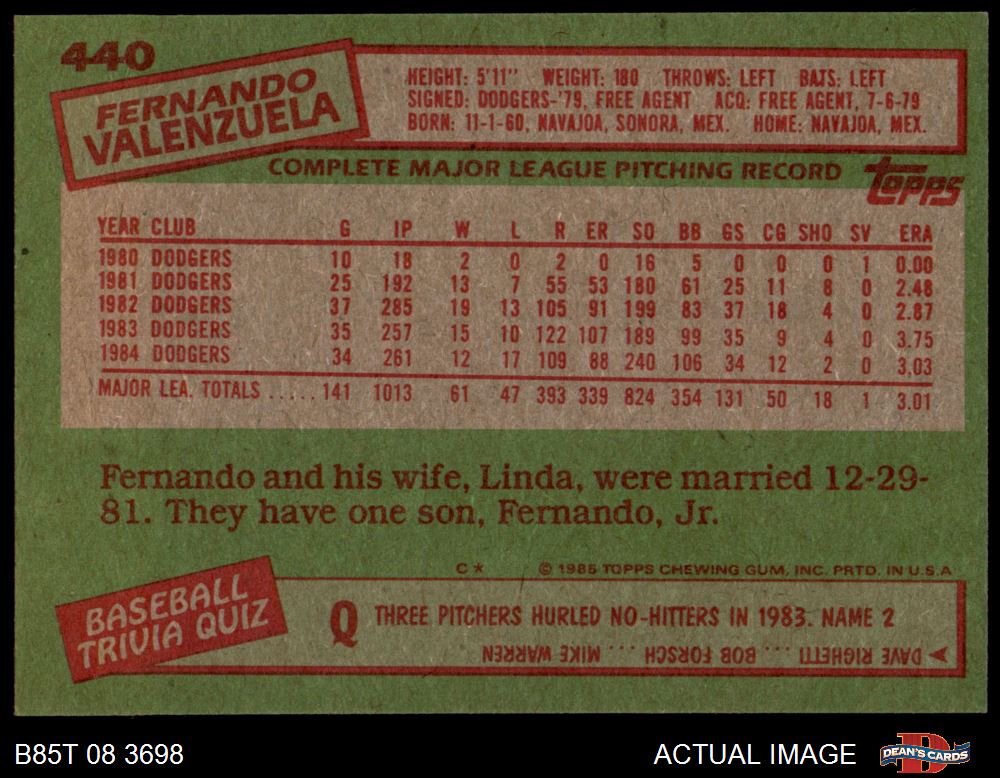 440
FERNANDO
VALENZUELA
HEIGHT: 5'11" WEIGHT: 180 THROWS: LEFT BATS: LEFT
SIGNED: DODGERS-'79, FREE AGENT ACQ: FREE AGENT, 7-6-79
BORN: 11-1-60, NAVAJOA, SONORA, MEX. HOME: NAVAJOA, MEX.
COMPLETE MAJOR LEAGUE PITCHING RECORD
topps
YEAR CLUB G IP W L R ER SO BB GS CG SHO SV ERA
1980 DODGERS 10 18 2 0 2 0 16 5 0 0 0 1 0.00
1981 DODGERS 25 192 13 7 55 53 180 61 25 11 8 0 2.48
1982 DODGERS 37 285 19 13 105 91 199 83 37 18 4 0 2.87
1983 DODGERS 35 257 15 10 122 107 189 99 35 9 4 0 3.75
1984 DODGERS 34 261 12 17 109 88 240 106 34 12 2 0 3.03
MAJOR LEA. TOTALS ..... 141 1013 61 47 393 339 824 354 131 50 18 1 3.01
Fernando and his wife, Linda, were married 12-29-
81. They have one son, Fernando, Jr.
C* © 1985 TOPPS CHEWING GUM, INC. PRTD. IN U.S.A
BASEBALL
TRIVIA QUIZ
Q THREE PITCHERS HURLED NO-HITTERS IN 1983. NAME 2
DAVE RIGHETTI ... BOB FORSCH ... MIKE WARREN
B85T 08 3698
ACTUAL IMAGE
DEAN'S CARDS